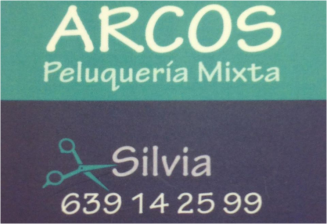 ARCOS
Peluquería Mixta
Silvia
639 14 25 99